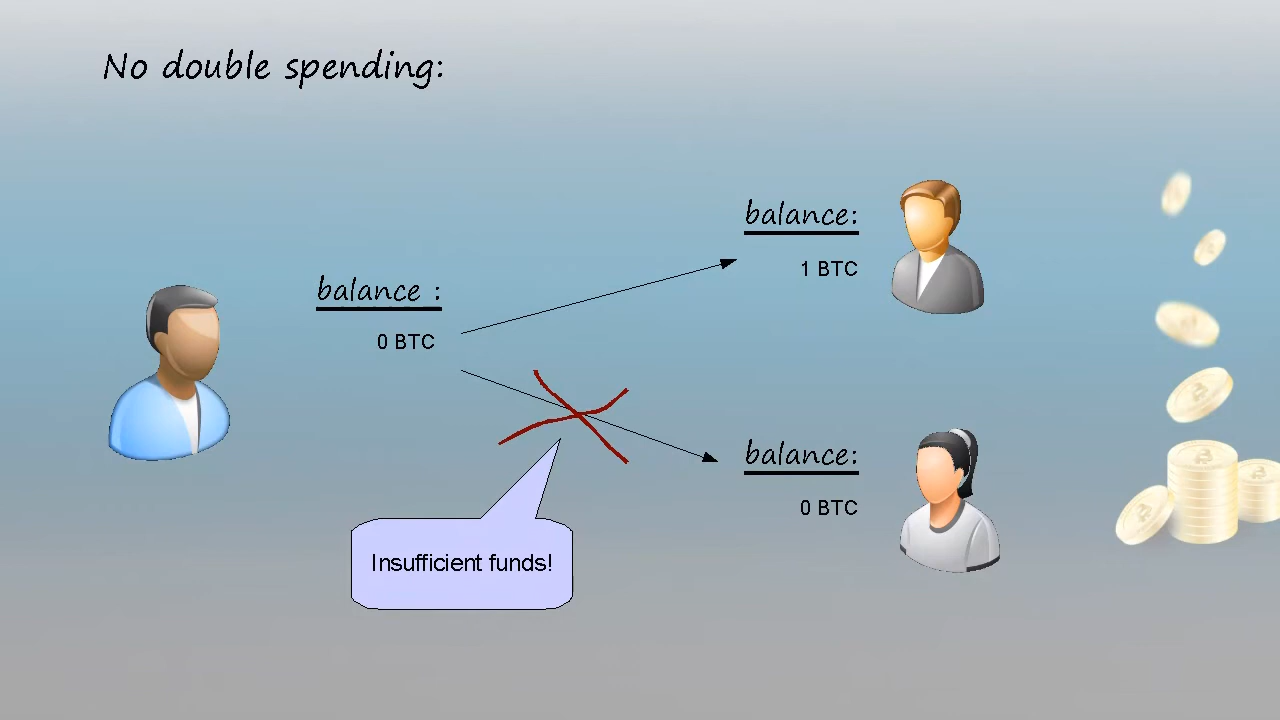 No double spending:
balance :
0 BTC
balance:
1 BTC
balance:
0 BTC
Insufficient funds!